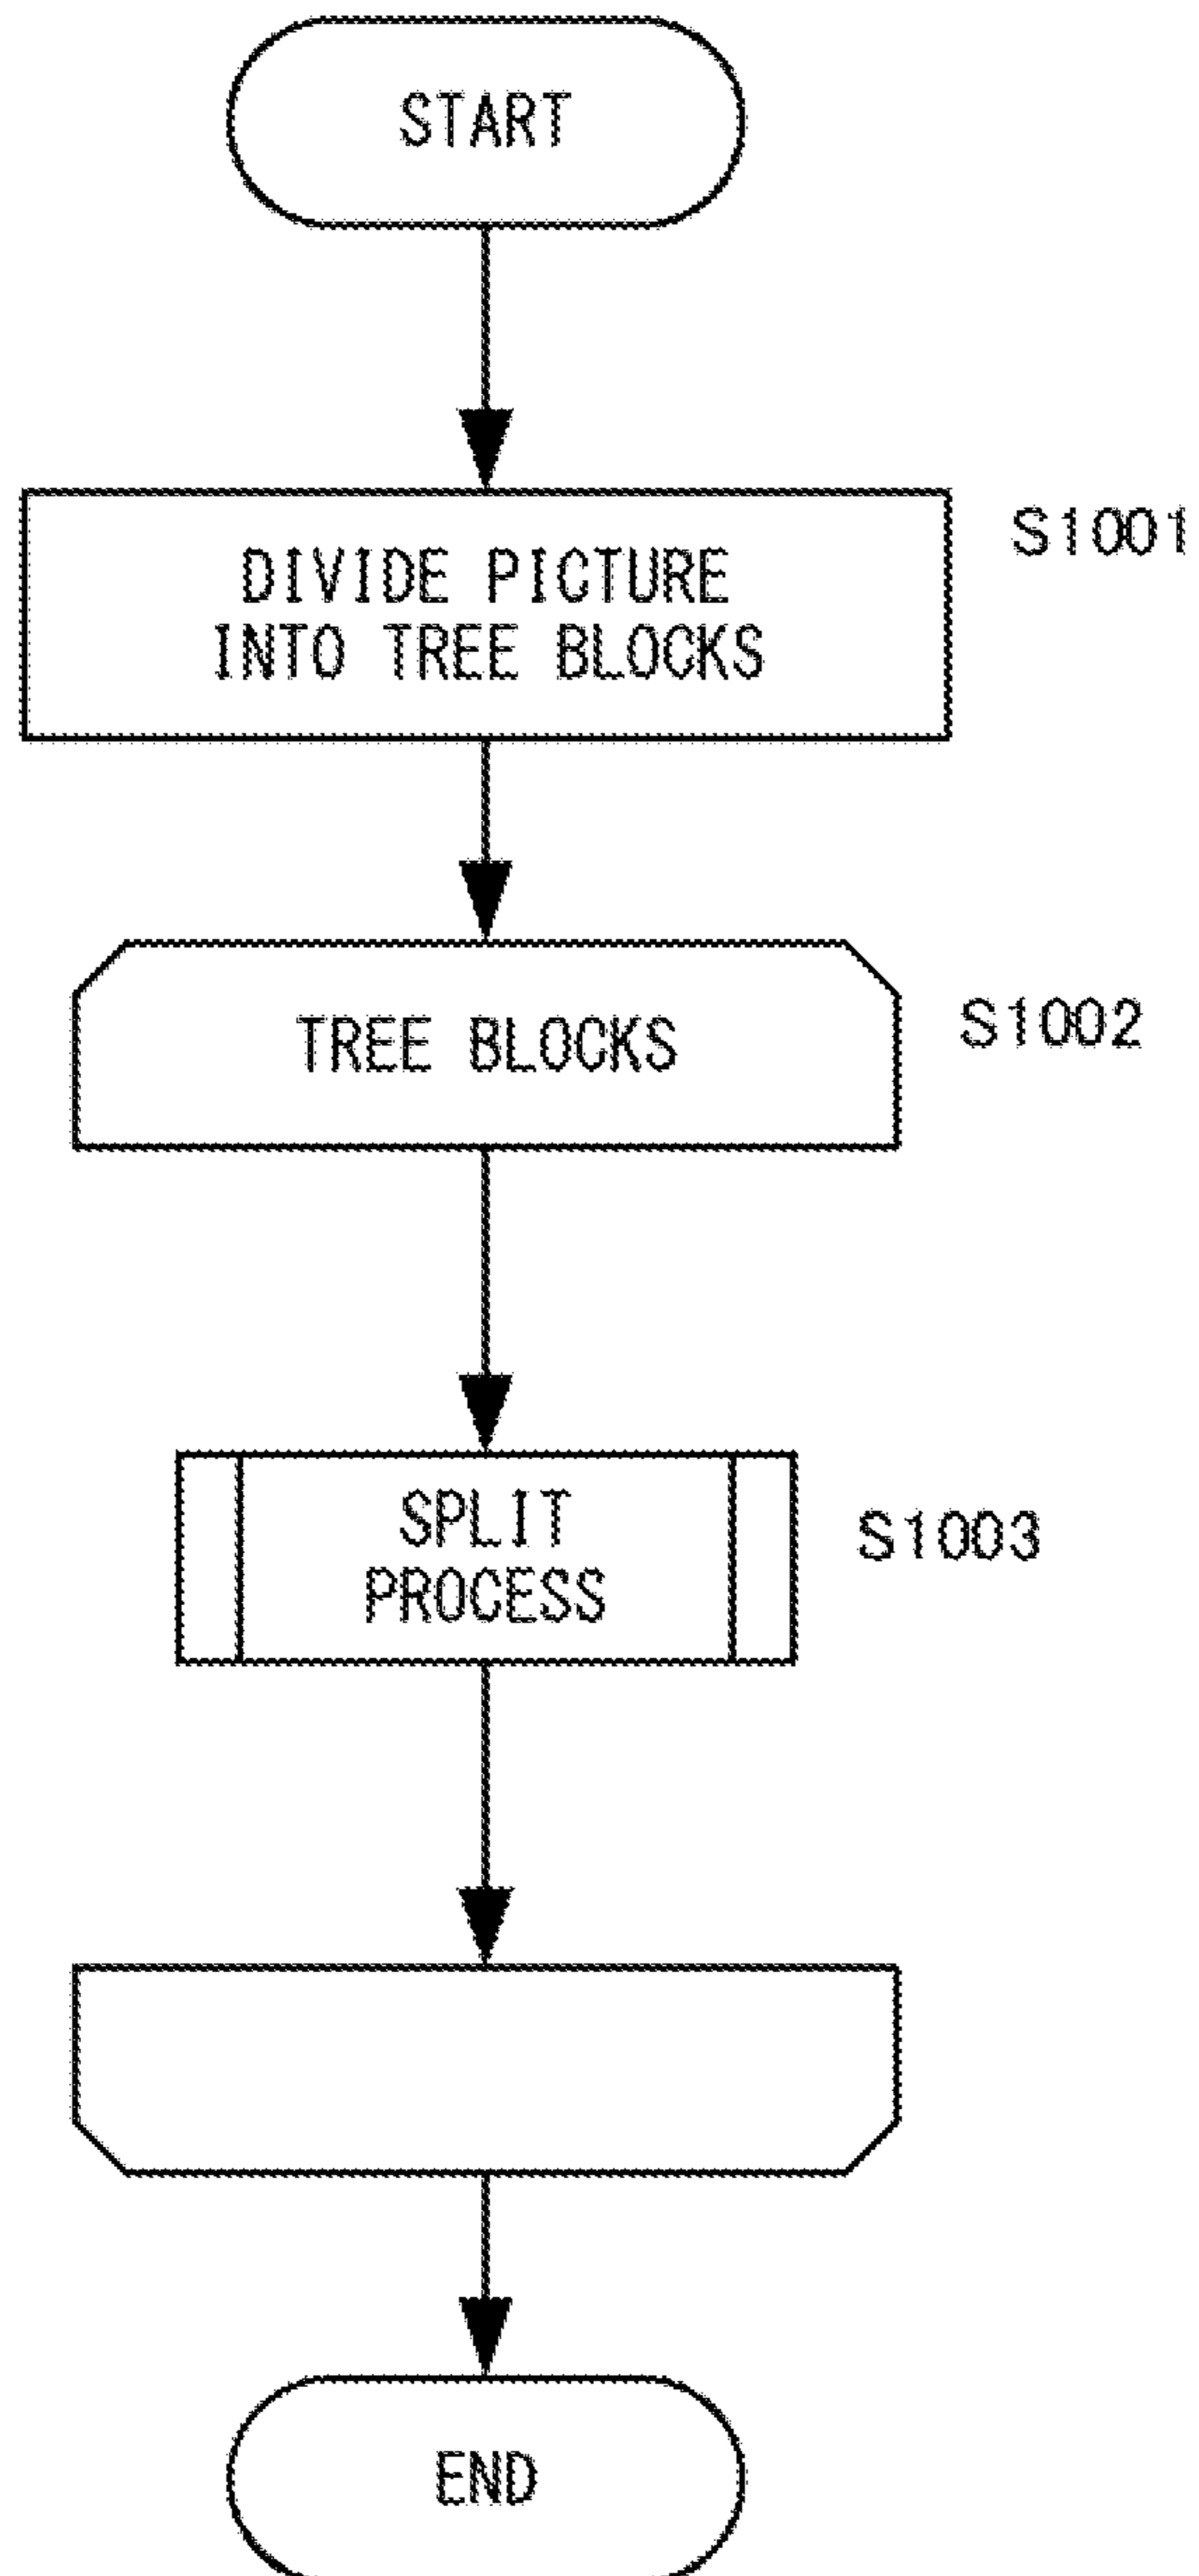 START
DIVIDE PICTURE
INTO TREE BLOCKS
S1001
TREE BLOCKS
S1002
SPLIT
PROCESS
S1003
END